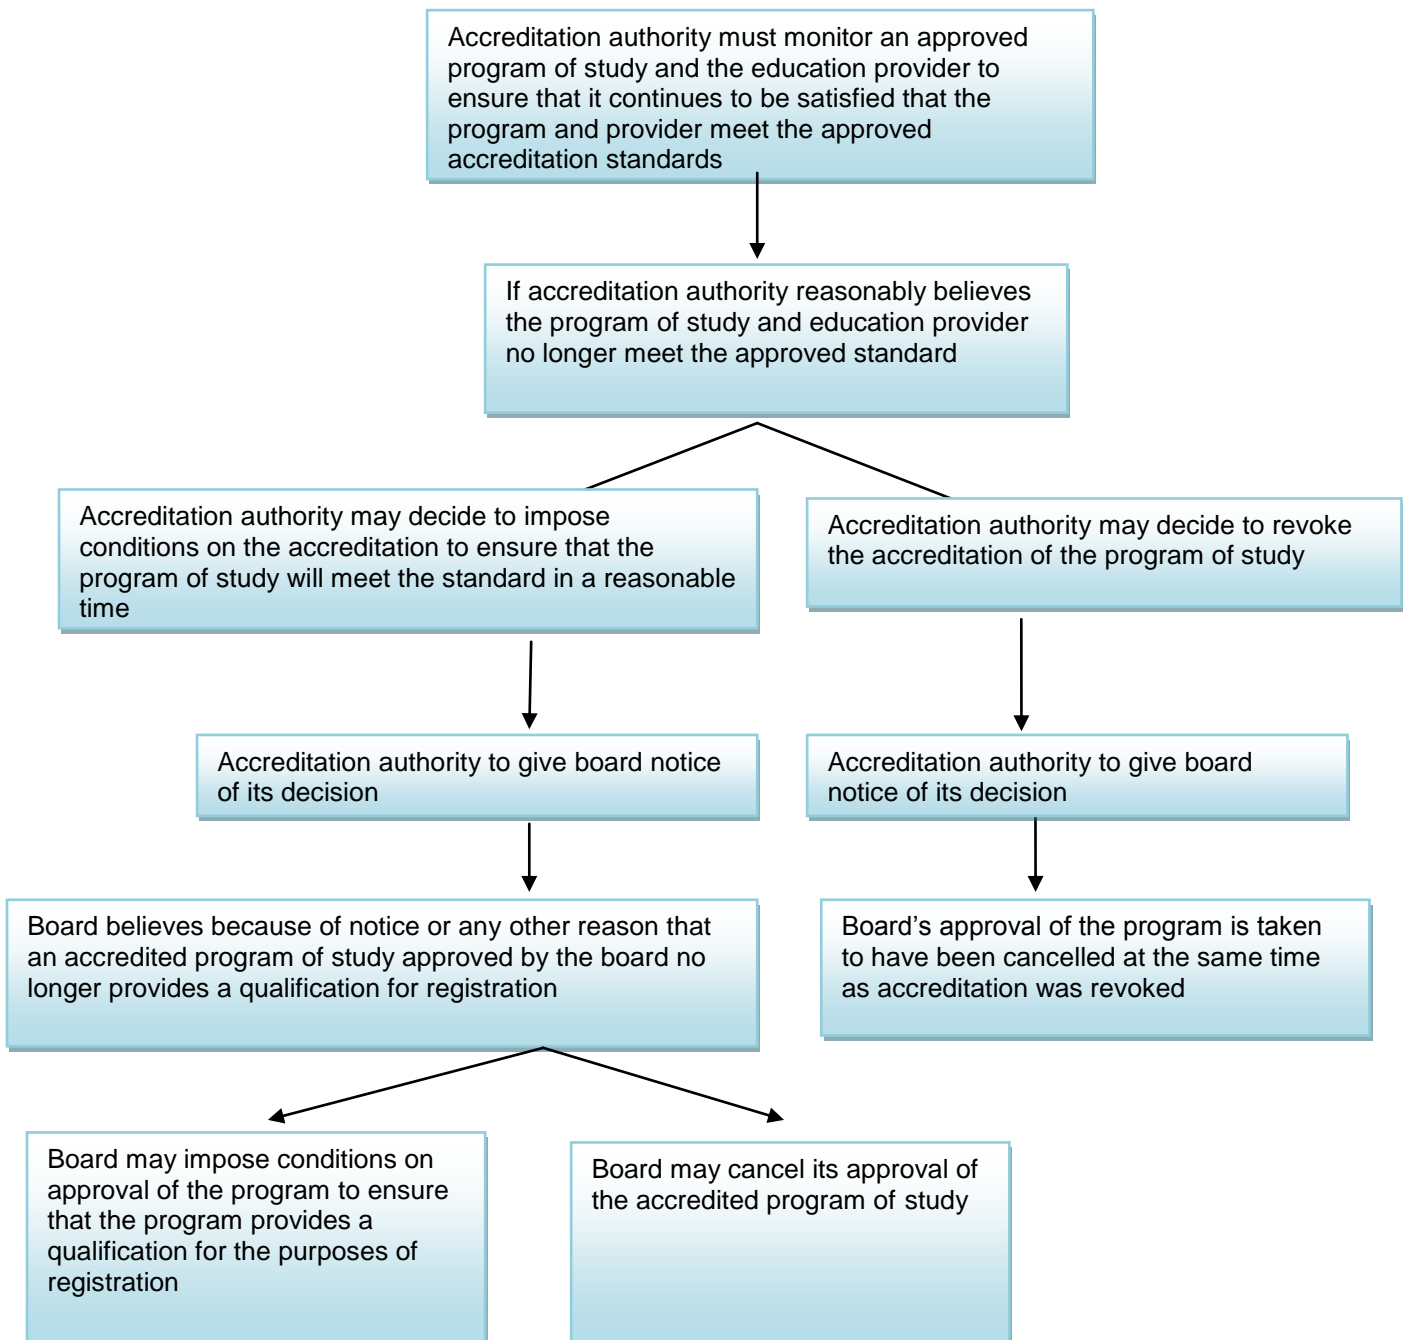 Accreditation authority must monitor an approved
program of study and the education provider to
ensure that it continues to be satisfied that the
program and provider meet the approved
accreditation standards
If accreditation authority reasonably believes
the program of study and education provider
no longer meet the approved standard
Accreditation authority may decide to impose
conditions on the accreditation to ensure that the
program of study will meet the standard in a reasonable
time
Accreditation authority may decide to revoke
the accreditation of the program of study
Accreditation authority to give board notice
of its decision
Accreditation authority to give board
notice of its decision
Board believes because of notice or any other reason that
an accredited program of study approved by the board no
longer provides a qualification for registration
Board’s approval of the program is taken
to have been cancelled at the same time
as accreditation was revoked
Board may impose conditions on
approval of the program to ensure
that the program provides a
qualification for the purposes of
registration
Board may cancel its approval of
the accredited program of study